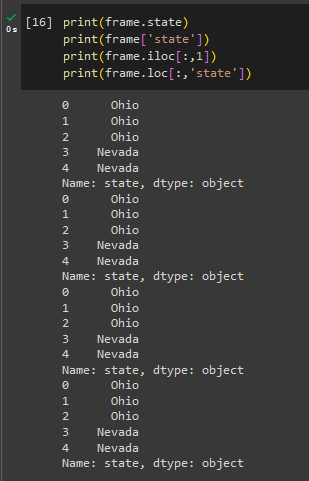 [16] print(frame.state)
print(frame['state'])
print(frame.iloc[:,1])
print(frame.loc[:,'state'])
0s
0      Ohio
1      Ohio
2      Ohio
3    Nevada
4    Nevada
Name: state, dtype: object
0      Ohio
1      Ohio
2      Ohio
3    Nevada
4    Nevada
Name: state, dtype: object
0      Ohio
1      Ohio
2      Ohio
3    Nevada
4    Nevada
Name: state, dtype: object
0      Ohio
1      Ohio
2      Ohio
3    Nevada
4    Nevada
Name: state, dtype: object